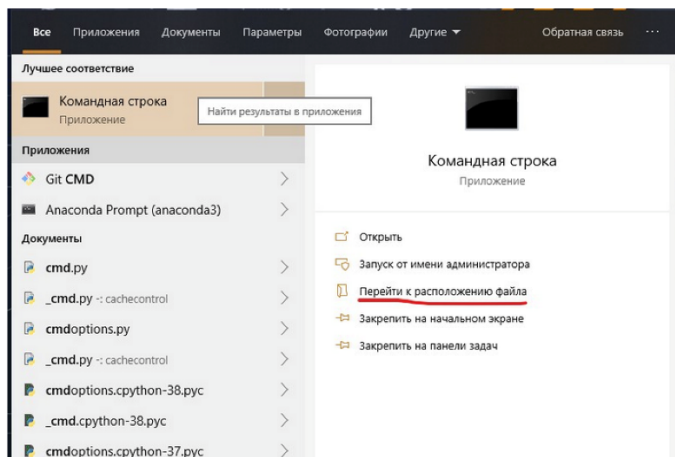 Все Приложения Документы Параметры Фотографии Другие Обратная связь ...
Лучшее соответствие
Командная строка
Приложение
Найти результаты в приложения
Приложения
Git CMD
Anaconda Prompt (anaconda3)
Документы
cmd.py
_cmd.py -: cachecontrol
cmdoptions.py
_cmd.py -: cachecontrol
cmdoptions.cpython-38.pyc
_cmd.cpython-38.pyc
cmdoptions.cpython-37.pyc
Командная строка
Приложение
Открыть
Запуск от имени администратора
Перейти к расположению файла
Закрепить на начальном экране
Закрепить на панели задач